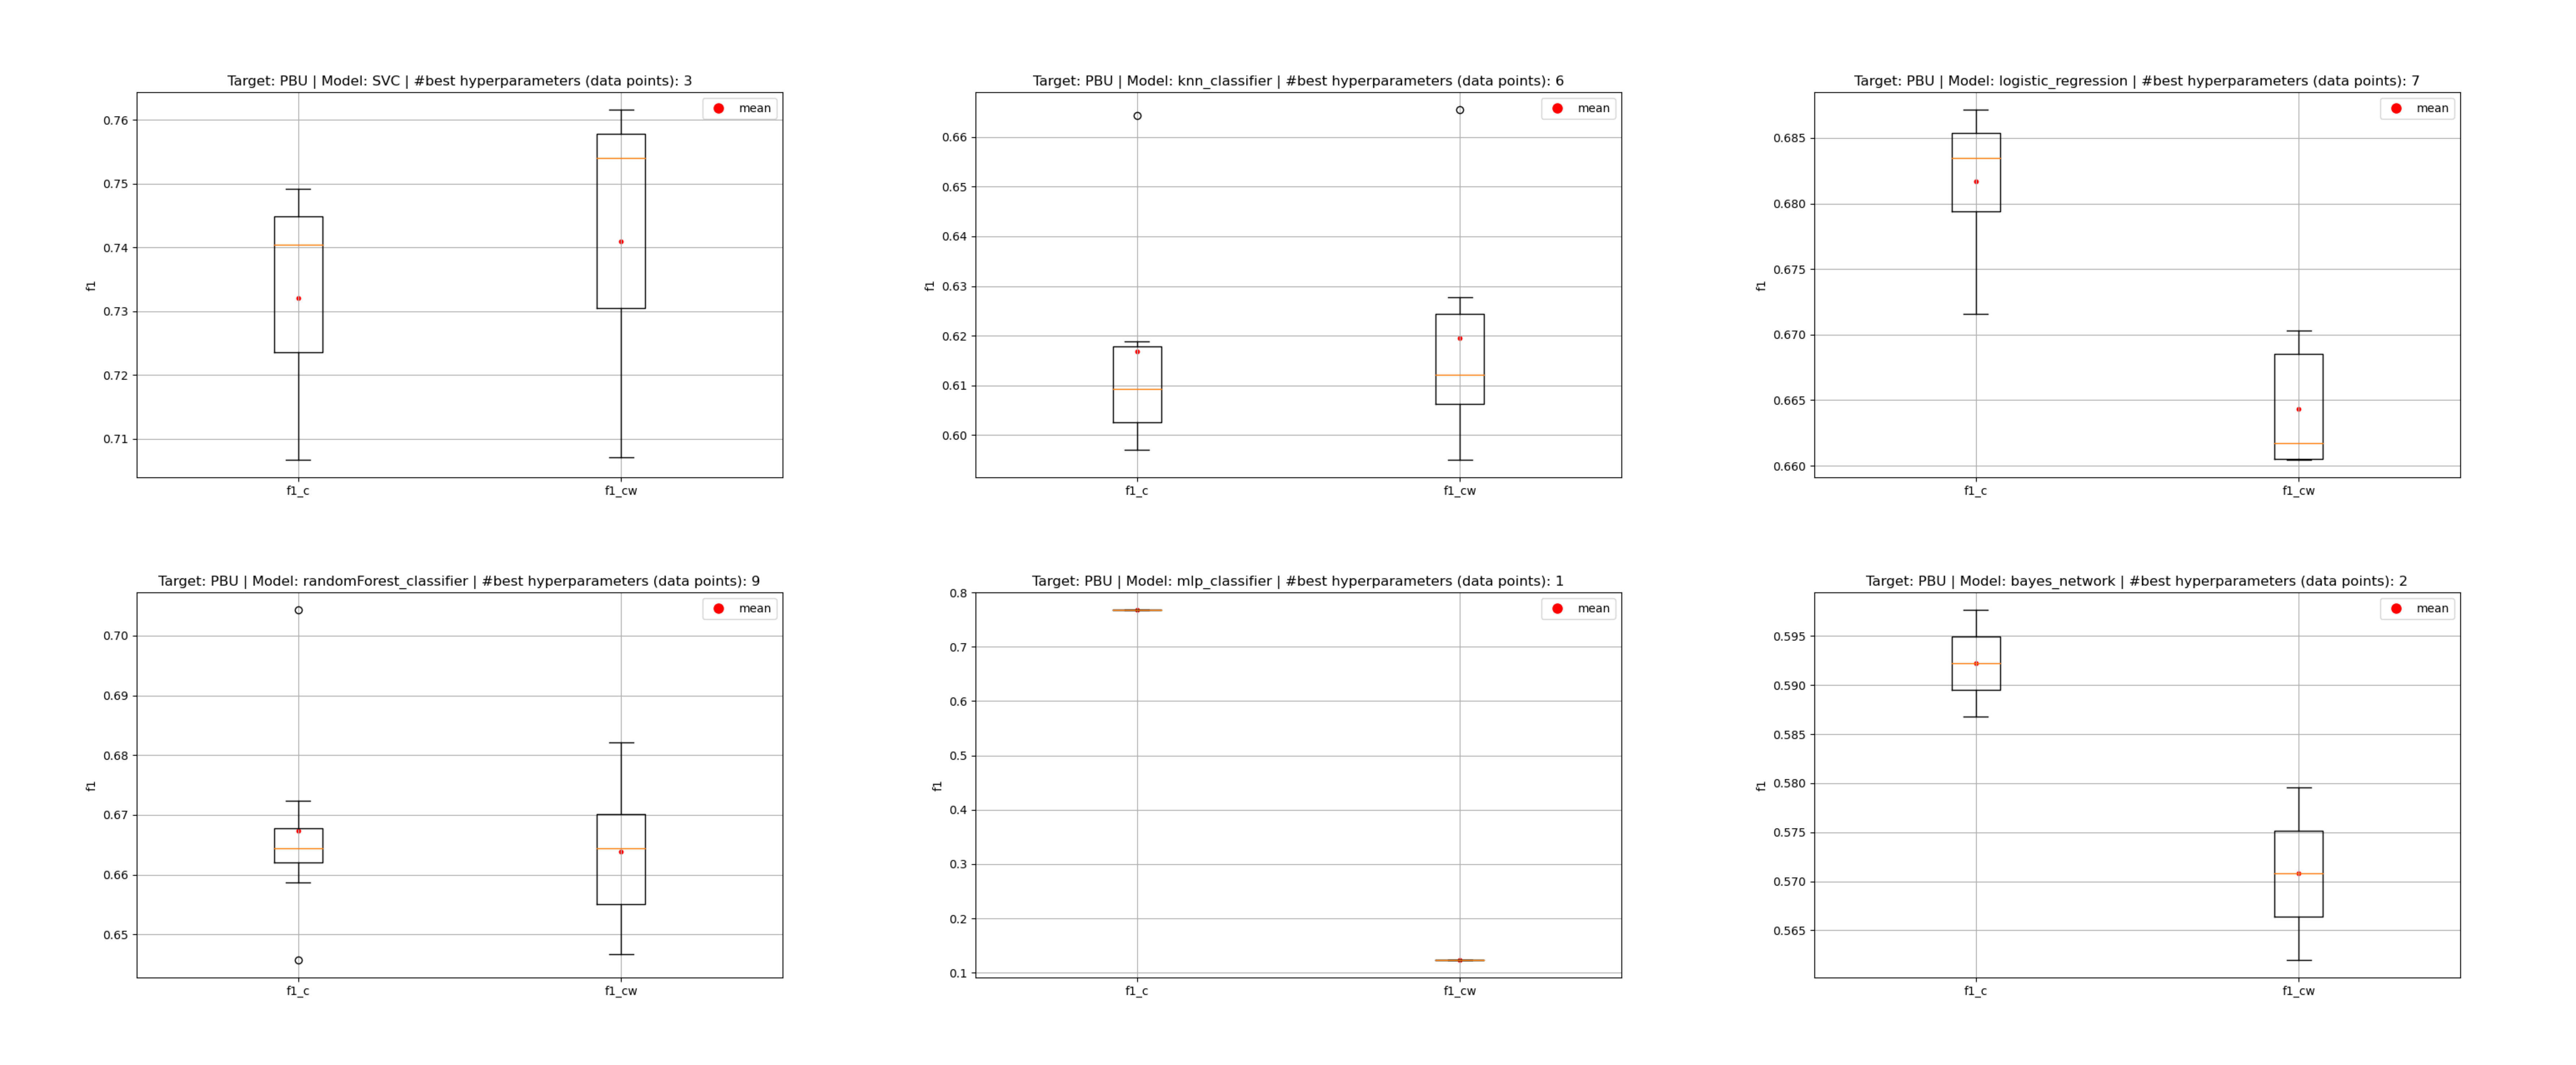 Target: PBU | Model: SVC | #best hyperparameters (data points): 3
mean
0.76
0.75
0.74
0.73
0.72
0.71
f1
f1_c f1_cw
Target: PBU | Model: knn_classifier | #best hyperparameters (data points): 6
mean
0.66
0.65
0.64
0.63
0.62
0.61
0.60
f1
f1_c f1_cw
Target: PBU | Model: logistic_regression | #best hyperparameters (data points): 7
mean
0.685
0.680
0.675
0.670
0.665
0.660
f1
f1_c f1_cw
Target: PBU | Model: randomForest_classifier | #best hyperparameters (data points): 9
mean
0.70
0.69
0.68
0.67
0.66
0.65
f1
f1_c f1_cw
Target: PBU | Model: mlp_classifier | #best hyperparameters (data points): 1
mean
0.8
0.7
0.6
0.5
0.4
0.3
0.2
0.1
f1
f1_c f1_cw
Target: PBU | Model: bayes_network | #best hyperparameters (data points): 2
mean
0.595
0.590
0.585
0.580
0.575
0.570
0.565
f1
f1_c f1_cw